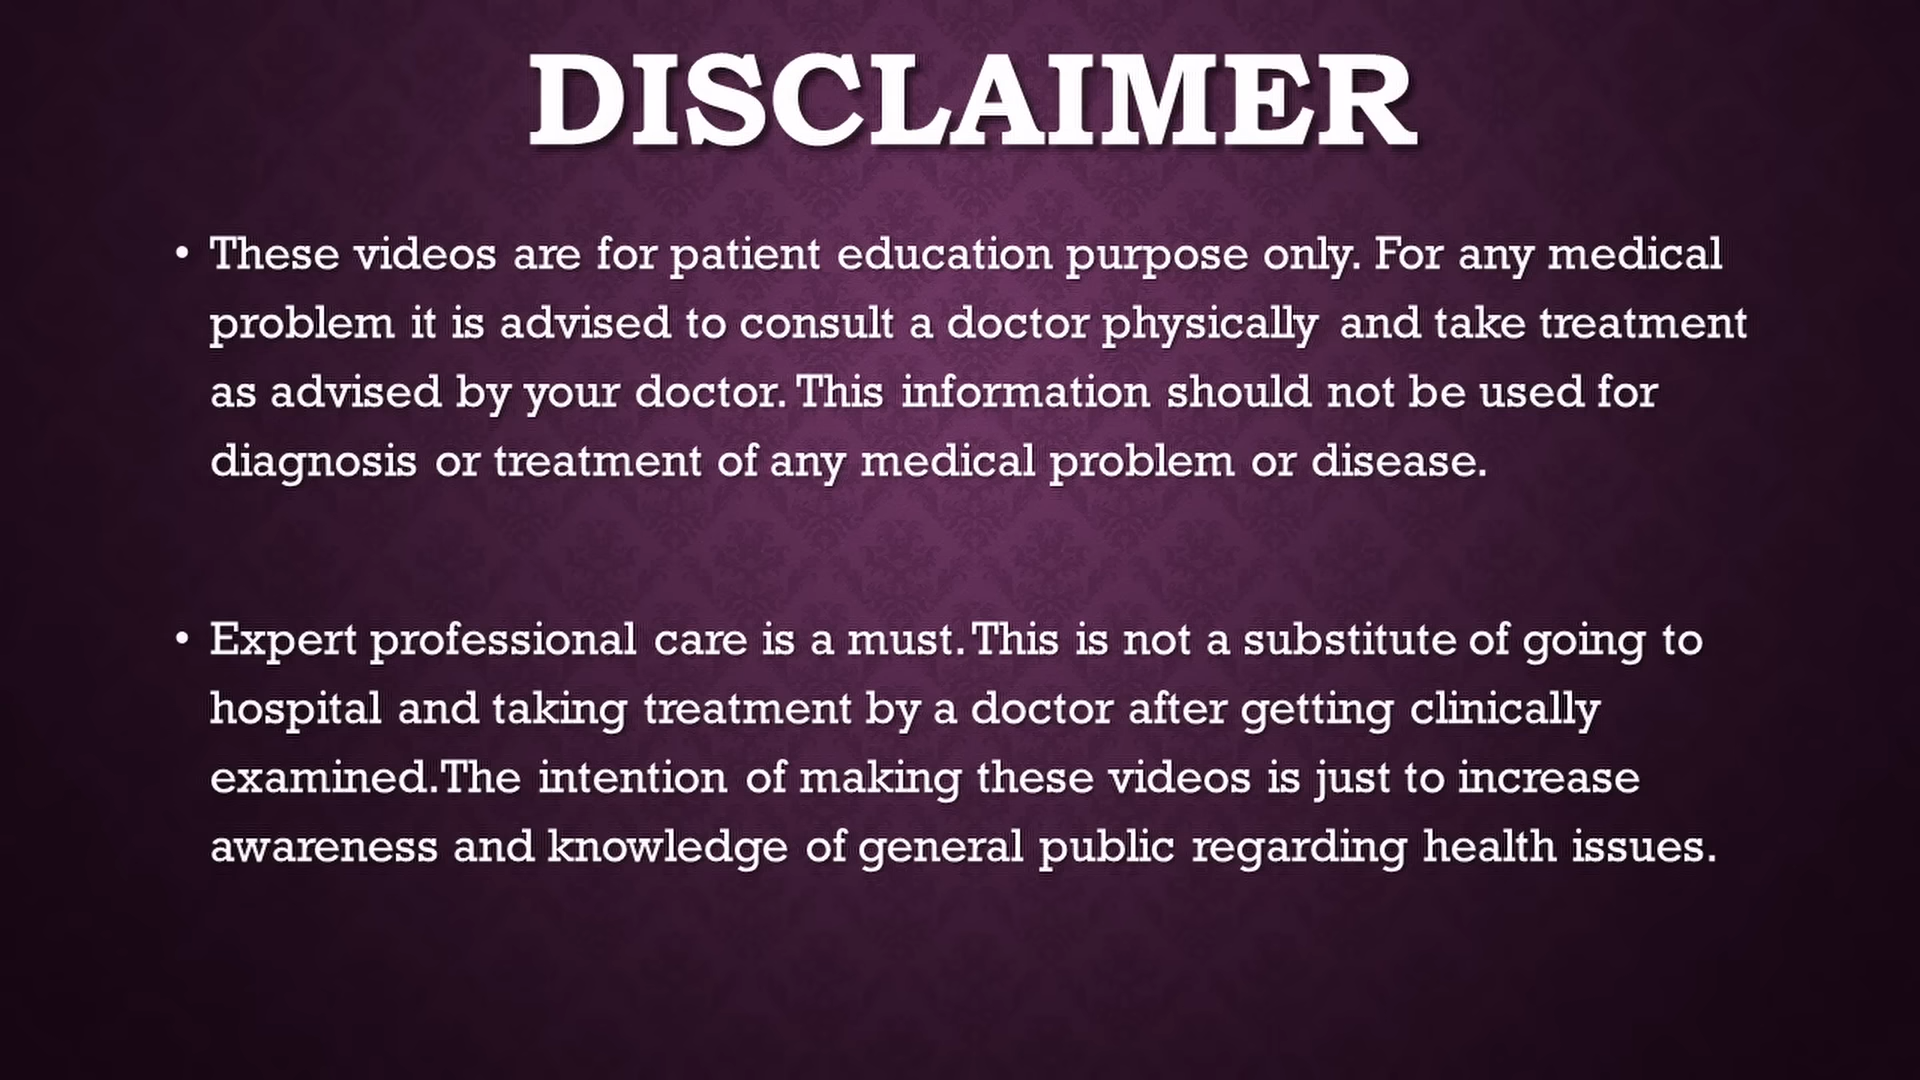 DISCLAIMER
• These videos are for patient education purpose only. For any medical
problem it is advised to consult a doctor physically and take treatment
as advised by your doctor. This information should not be used for
diagnosis or treatment of any medical problem or disease.
• Expert professional care is a must. This is not a substitute of going to
hospital and taking treatment by a doctor after getting clinically
examined.The intention of making these videos is just to increase
awareness and knowledge of general public regarding health issues.